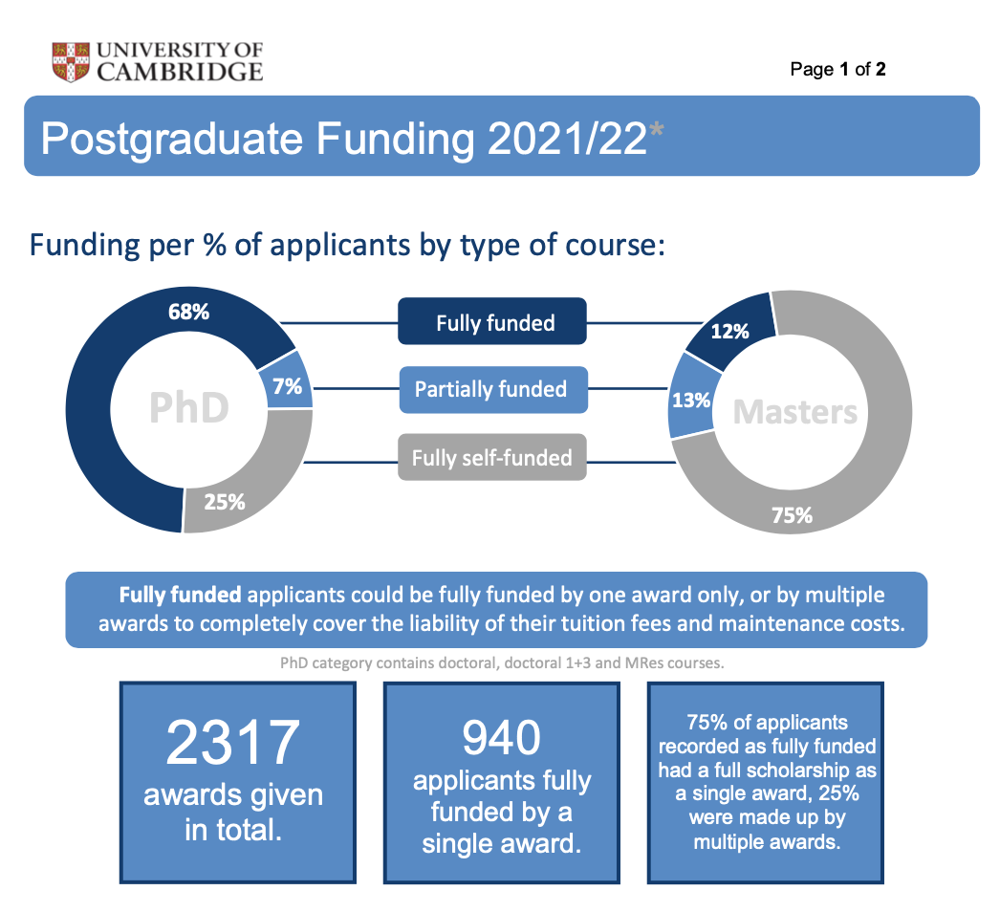 UNIVERSITY OF
CAMBRIDGE
Page 1 of 2
Postgraduate Funding 2021/22*
Funding per % of applicants by type of course:
68%
7%
25%
PhD
Fully funded
Partially funded
Fully self-funded
12%
13%
75%
Masters
Fully funded applicants could be fully funded by one award only, or by multiple
awards to completely cover the liability of their tuition fees and maintenance costs.
PhD category contains doctoral, doctoral 1+3 and MRes courses.
2317
awards given
in total.
940
applicants fully
funded by a
single award.
75% of applicants
recorded as fully funded
had a full scholarship as
a single award, 25%
were made up by
multiple awards.